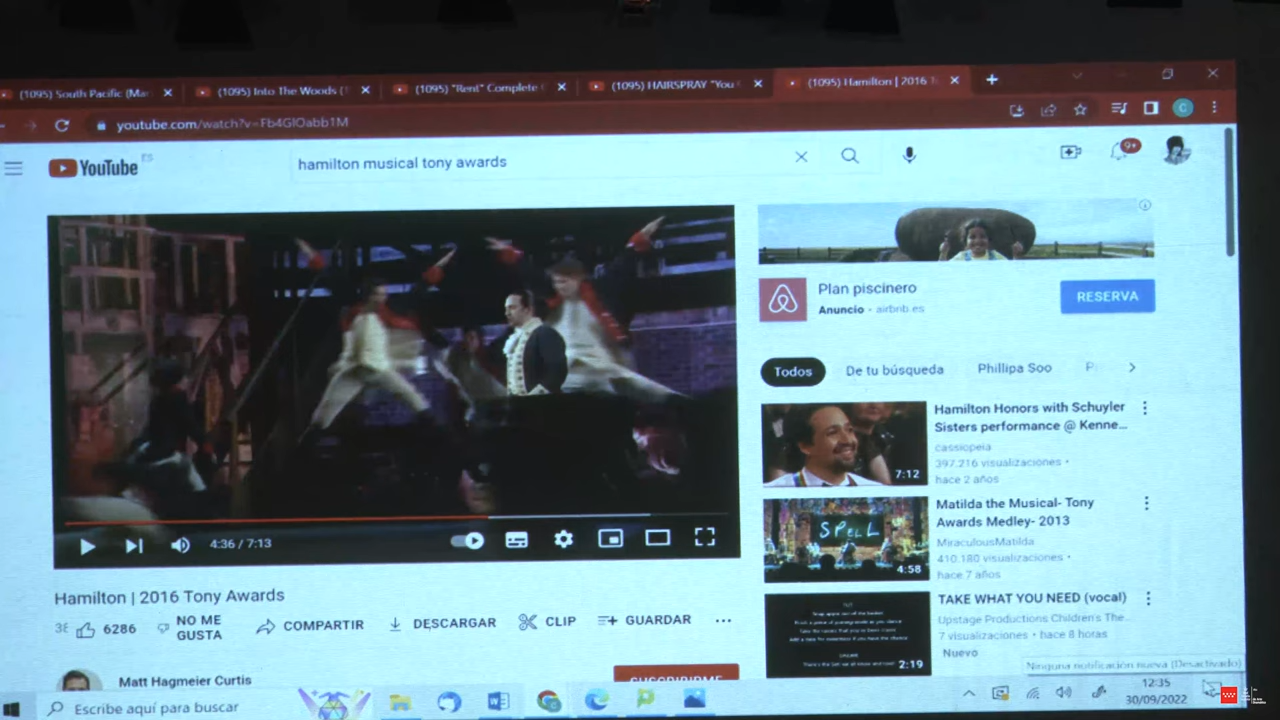 (1095) South Pacific (Mar
(1095) Into The Woods (
(1095) "Rent" Complete
(1095) HAIRSPRAY "You
(1095) Hamilton | 2016 T
youtube.com/watch?v=Fb4GlOabb1M
YouTube ES
hamilton musical tony awards
9+
Plan piscinero
Anuncio • airbnb.es
RESERVA
Todos
De tu búsqueda
Phillipa Soo
Hamilton Honors with Schuyler
Sisters performance @ Kenne...
cassiopeia
397.216 visualizaciones •
hace 2 años
7:12
Matilda the Musical- Tony
Awards Medley- 2013
MiraculousMatilda
410.180 visualizaciones •
hace 7 años
SPELL
4:58
TAKE WHAT YOU NEED (vocal)
Upstage Productions Children's The...
7 visualizaciones • hace 8 horas
Nuevo
2:19
4:36 / 7:13
Hamilton | 2016 Tony Awards
6286
NO ME
GUSTA
COMPARTIR
DESCARGAR
CLIP
GUARDAR
Matt Hagmeier Curtis
SUSCRIBIRME
Ninguna notificación nueva (Desactivado)
Escribe aquí para buscar
12:35
30/09/2022